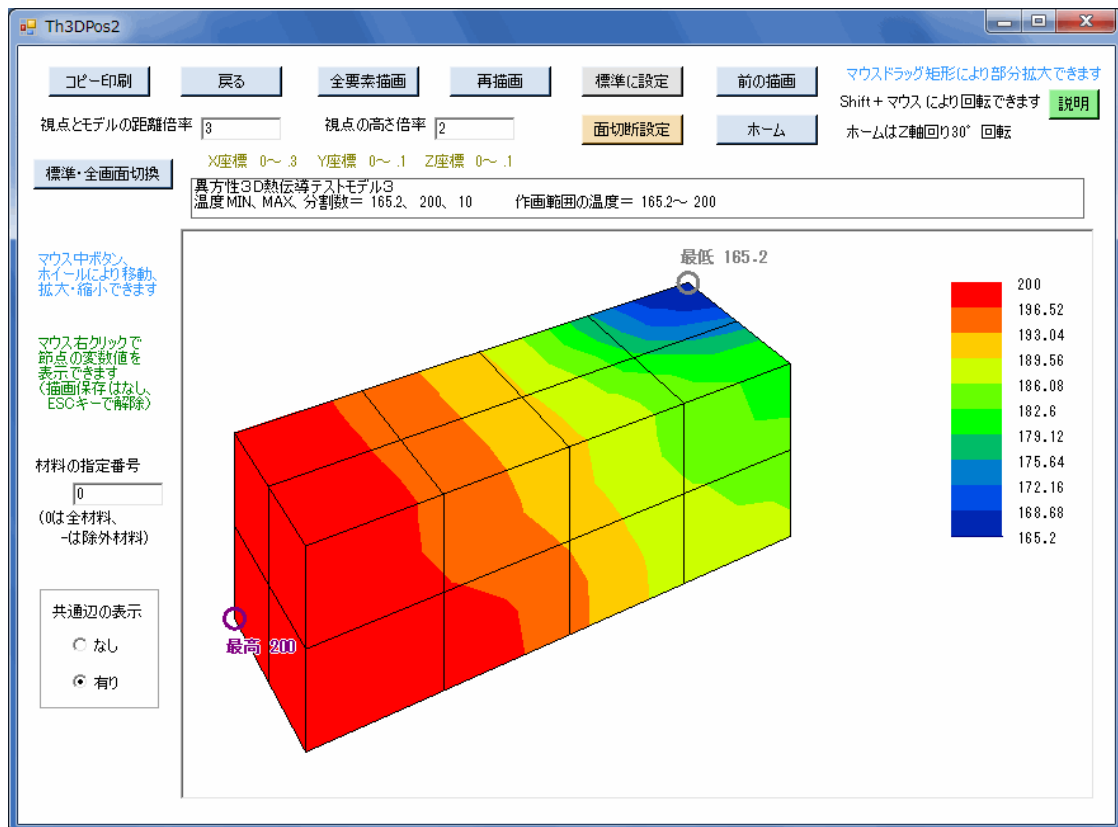 Th3DPos2
コピー印刷
戻る
全要素描画
再描画
標準に設定
前の描画
マウスドラッグ矩形により部分拡大できます
Shift+マウス により回転できます
説明
視点とモデルの距離倍率
3
視点の高さ倍率
2
面切断設定
ホーム
ホームはZ軸回り30° 回転
標準・全画面切換
X座標 0～ .3 Y座標 0～ .1 Z座標 0～ .1
異方性3D熱伝導テストモデル3
温度MIN、MAX、分割数＝ 165.2、 200、 10 作画範囲の温度＝ 165.2～ 200
マウス中ボタン、
ホイールにより移動、
拡大・縮小できます
マウス右クリックで
節点の変数値を
表示できます
(描画保存はなし、
ESCキーで解除)
材料の指定番号
0
(0は全材料、
-は除外材料)
共通辺の表示
なし
有り
最低 165.2
最高 200
200
196.52
193.04
189.56
186.08
182.6
179.12
175.64
172.16
168.68
165.2